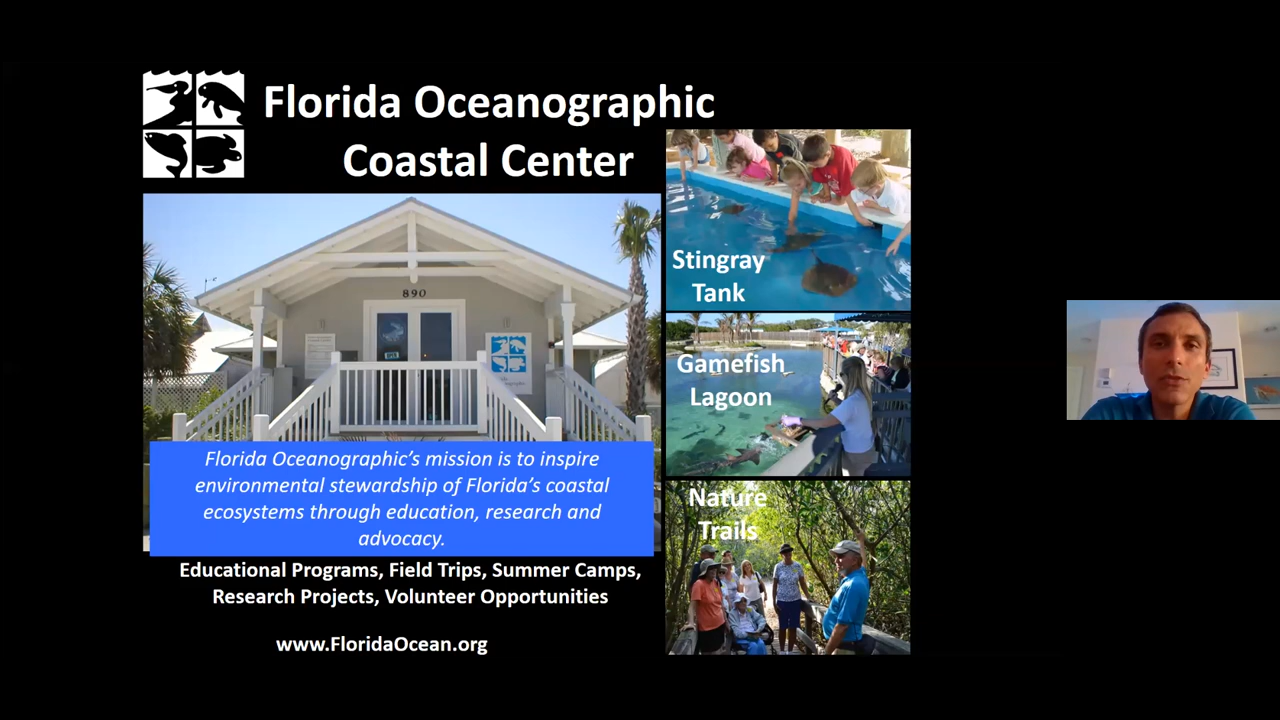 Florida Oceanographic
Coastal Center
890
Florida Oceanographic's mission is to inspire
environmental stewardship of Florida's coastal
ecosystems through education, research and
advocacy.
Educational Programs, Field Trips, Summer Camps,
Research Projects, Volunteer Opportunities
www.FloridaOcean.org
Stingray
Tank
Gamefish
Lagoon
Nature
Trails